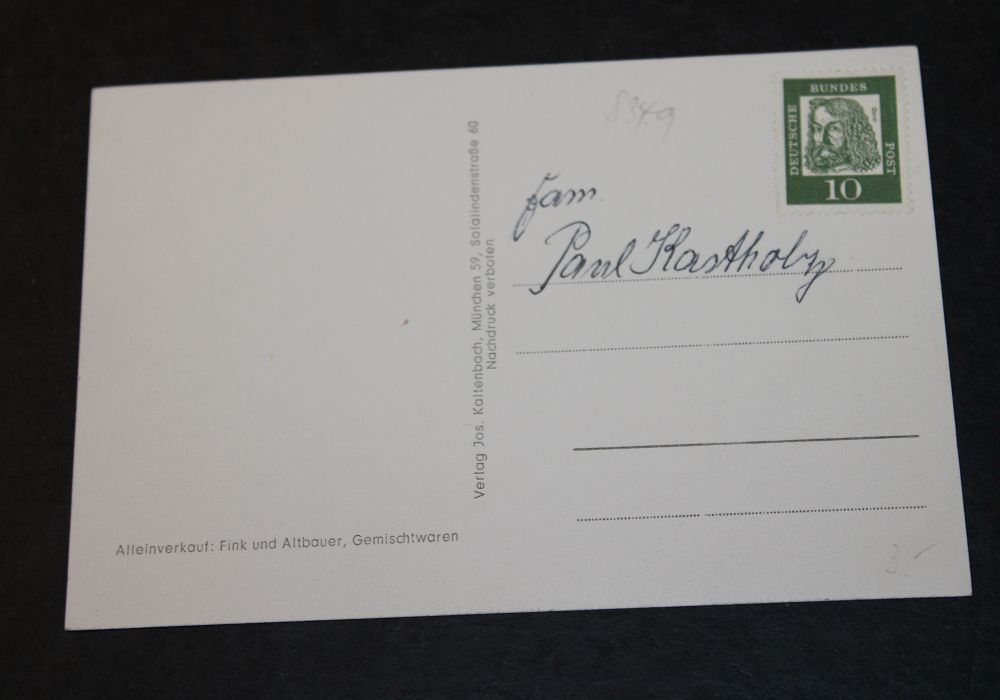 8349
DEUTSCHE
BUNDES
POST
10
Fam.
Paul Kastholz
Verlag Jos. Kaltenbach, München 59, Solalindenstraße 60
Nachdruck verboten
Alleinverkauf: Fink und Altbauer, Gemischtwaren
3.-